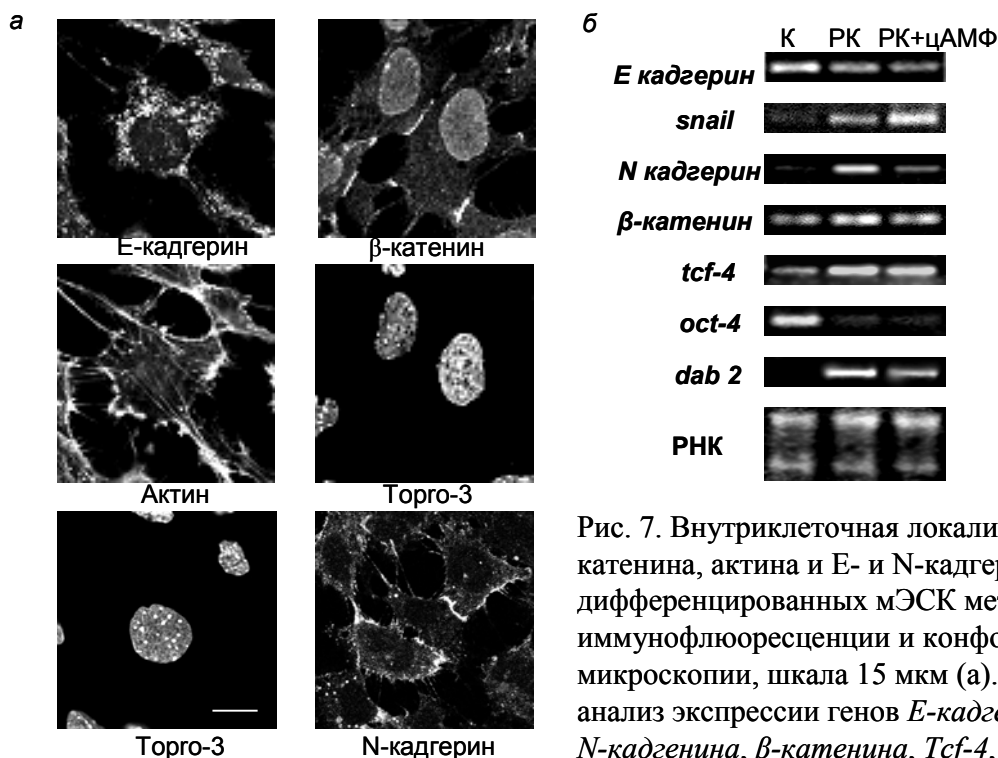 а
Е-кадгерин
β-катенин
Актин
Topro-3
Topro-3
N-кадгерин
б
К РК РК+цАМФ
Е кадгерин
snail
N кадгерин
β-катенин
tcf-4
oct-4
dab 2
РНК
Рис. 7. Внутриклеточная локали
катенина, актина и Е- и N-кадгер
дифференцированных мЭСК мет
иммунофлюоресценции и конфо
микроскопии, шкала 15 мкм (а).
анализ экспрессии генов Е-кадге
N-кадгенина, β-катенина, Tcf-4,